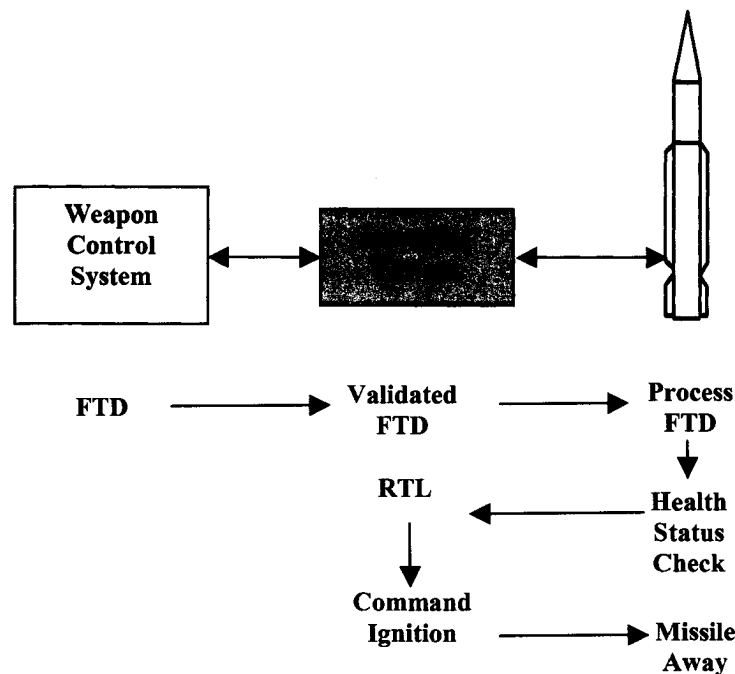 Weapon
Control
System
FTD
Validated
FTD
Process
FTD
RTL
Health
Status
Check
Command
Ignition
Missile
Away